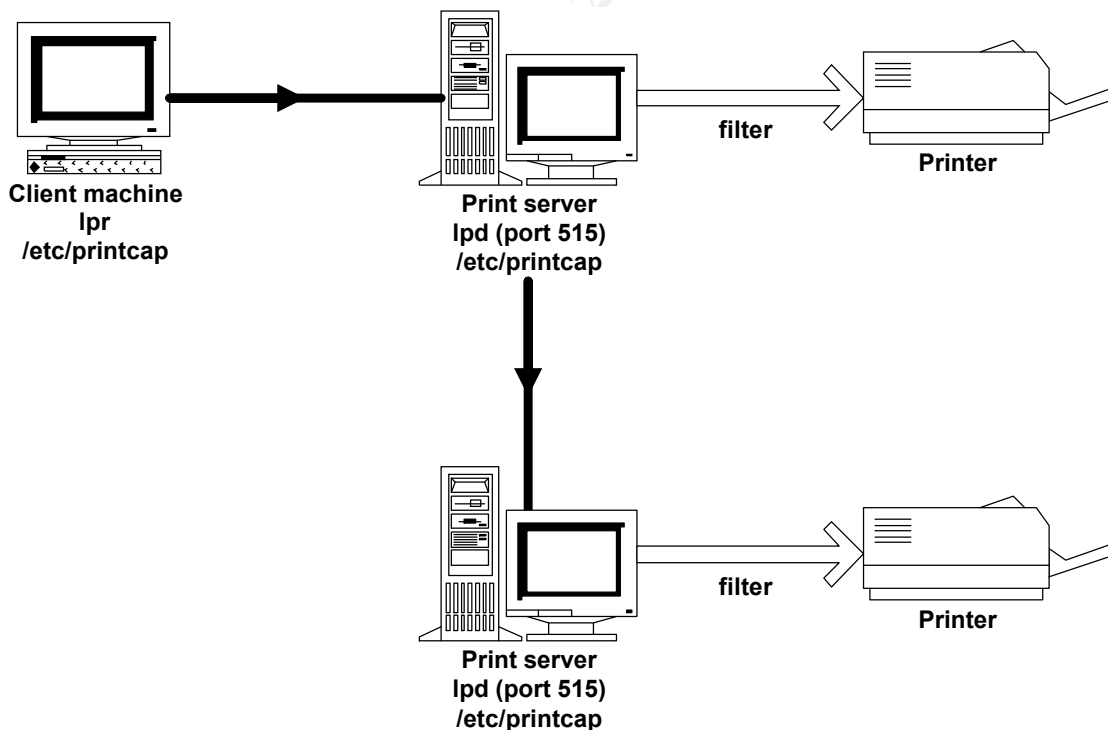 filter
Printer
Client machine
lpr
/etc/printcap
Print server
lpd (port 515)
/etc/printcap
filter
Printer
Print server
lpd (port 515)
/etc/printcap